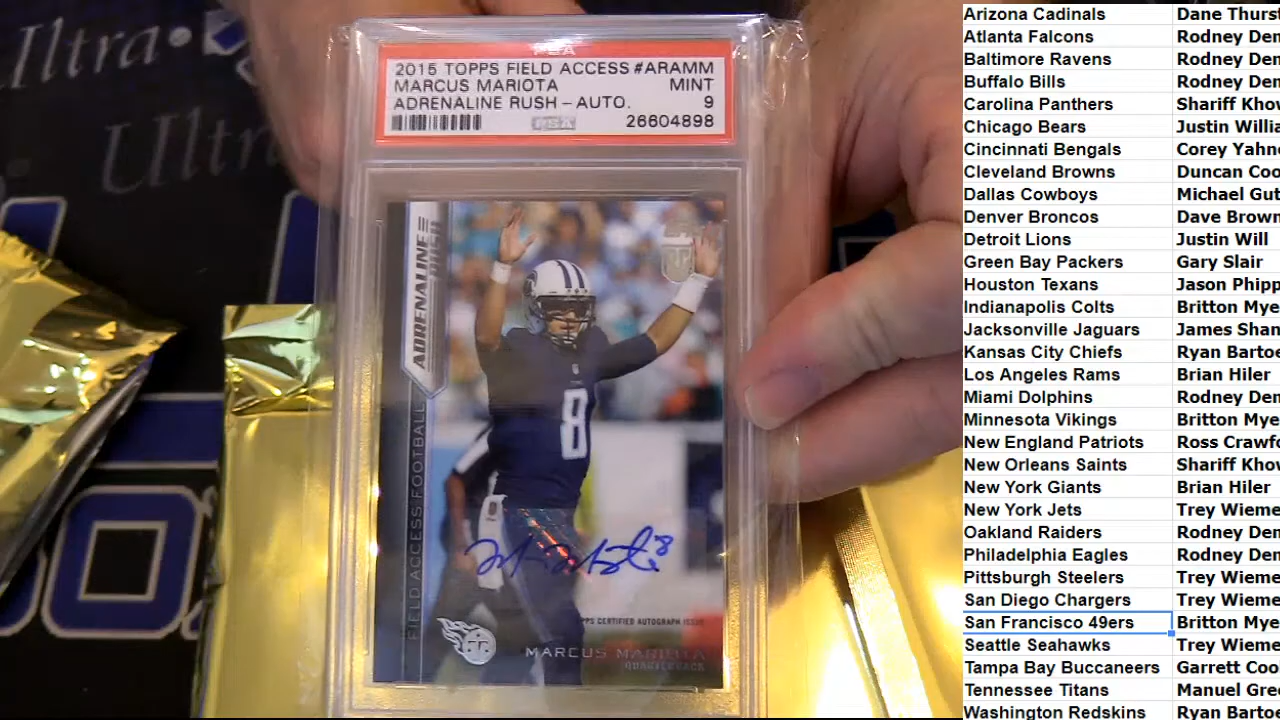 Ultra
Ultra
PSA
2015 TOPPS FIELD ACCESS #ARAMM
MARCUS MARIOTA MINT
ADRENALINE RUSH – AUTO. 9
26604898
ADRENALINE
RUSH
FIELD ACCESS FOOTBALL
8
TOPPS CERTIFIED AUTOGRAPH ISSUE
MARCUS MARIOTA
QUARTERBACK
Arizona Cadinals Dane Thurst
Atlanta Falcons Rodney Den
Baltimore Ravens Rodney Den
Buffalo Bills Rodney Den
Carolina Panthers Shariff Khow
Chicago Bears Justin Willia
Cincinnati Bengals Corey Yahne
Cleveland Browns Duncan Coo
Dallas Cowboys Michael Gut
Denver Broncos Dave Brown
Detroit Lions Justin Will
Green Bay Packers Gary Slair
Houston Texans Jason Phipp
Indianapolis Colts Britton Mye
Jacksonville Jaguars James Shan
Kansas City Chiefs Ryan Bartoe
Los Angeles Rams Brian Hiler
Miami Dolphins Rodney Den
Minnesota Vikings Britton Mye
New England Patriots Ross Crawfo
New Orleans Saints Shariff Khow
New York Giants Brian Hiler
New York Jets Trey Wieme
Oakland Raiders Rodney Den
Philadelphia Eagles Rodney Den
Pittsburgh Steelers Trey Wieme
San Diego Chargers Trey Wieme
San Francisco 49ers Britton Mye
Seattle Seahawks Trey Wieme
Tampa Bay Buccaneers Garrett Coo
Tennessee Titans Manuel Gre
Washington Redskins Ryan Bartoe